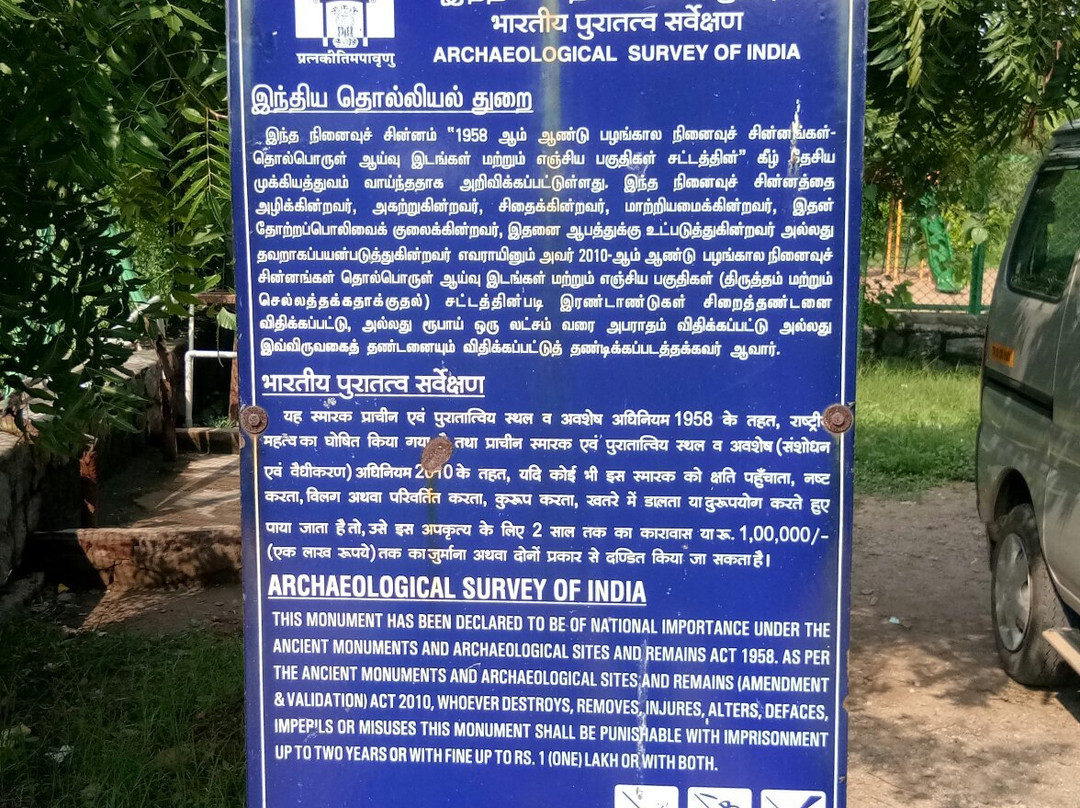 प्रत्नकीर्तिमपावृणु
भारतीय पुरातत्व सर्वेक्षण
ARCHAEOLOGICAL SURVEY OF INDIA
இந்திய தொல்லியல் துறை
இந்த நினைவுச் சின்னம் "1958 ஆம் ஆண்டு பழங்கால நினைவுச் சின்னங்கள்-
தொல்பொருள் ஆய்வு இடங்கள் மற்றும் எஞ்சிய பகுதிகள் சட்டத்தின்" கீழ் தேசிய
முக்கியத்துவம் வாய்ந்ததாக அறிவிக்கப்பட்டுள்ளது. இந்த நினைவுச் சின்னத்தை
அழிக்கின்றவர், அகற்றுகின்றவர், சிதைக்கின்றவர், மாற்றியமைக்கின்றவர், இதன்
தோற்றப்பொலிவைக் குலைக்கின்றவர், இதனை ஆபத்துக்கு உட்படுத்துகின்றவர் அல்லது
தவறாகப்பயன்படுத்துகின்றவர் எவராயினும் அவர் 2010-ஆம் ஆண்டு பழங்கால நினைவுச்
சின்னங்கள் தொல்பொருள் ஆய்வு இடங்கள் மற்றும் எஞ்சிய பகுதிகள் (திருத்தம் மற்றும்
செல்லத்தக்கதாக்குதல்) சட்டத்தின்படி இரண்டாண்டுகள் சிறைத்தண்டனை
விதிக்கப்பட்டு, அல்லது ரூபாய் ஒரு லட்சம் வரை அபராதம் விதிக்கப்பட்டு அல்லது
இவ்விருவகைத் தண்டனையும் விதிக்கப்பட்டுத் தண்டிக்கப்படத்தக்கவர் ஆவார்.
भारतीय पुरातत्व सर्वेक्षण
यह स्मारक प्राचीन एवं पुरातात्विय स्थल व अवशेष अधिनियम 1958 के तहत, राष्ट्रीय
महत्व का घोषित किया गया है तथा प्राचीन स्मारक एवं पुरातात्विय स्थल व अवशेष (संशोधन
एवं वैधीकरण) अधिनियम 2010 के तहत, यदि कोई भी इस स्मारक को क्षति पहुँचाता, नष्ट
करता, विलग अथवा परिवर्तित करता, कुरूप करता, खतरे में डालता या दुरूपयोग करते हुए
पाया जाता है तो, उसे इस अपकृत्य के लिए 2 साल तक का कारावास या रू. 1,00,000/-
(एक लाख रूपये) तक का जुर्माना अथवा दोनों प्रकार से दण्डित किया जा सकता है।
ARCHAEOLOGICAL SURVEY OF INDIA
THIS MONUMENT HAS BEEN DECLARED TO BE OF NATIONAL IMPORTANCE UNDER THE
ANCIENT MONUMENTS AND ARCHAEOLOGICAL SITES AND REMAINS ACT 1958. AS PER
THE ANCIENT MONUMENTS AND ARCHAEOLOGICAL SITES AND REMAINS (AMENDMENT
& VALIDATION) ACT 2010, WHOEVER DESTROYS, REMOVES, INJURES, ALTERS, DEFACES,
IMPERILS OR MISUSES THIS MONUMENT SHALL BE PUNISHABLE WITH IMPRISONMENT
UP TO TWO YEARS OR WITH FINE UP TO RS. 1 (ONE) LAKH OR WITH BOTH.